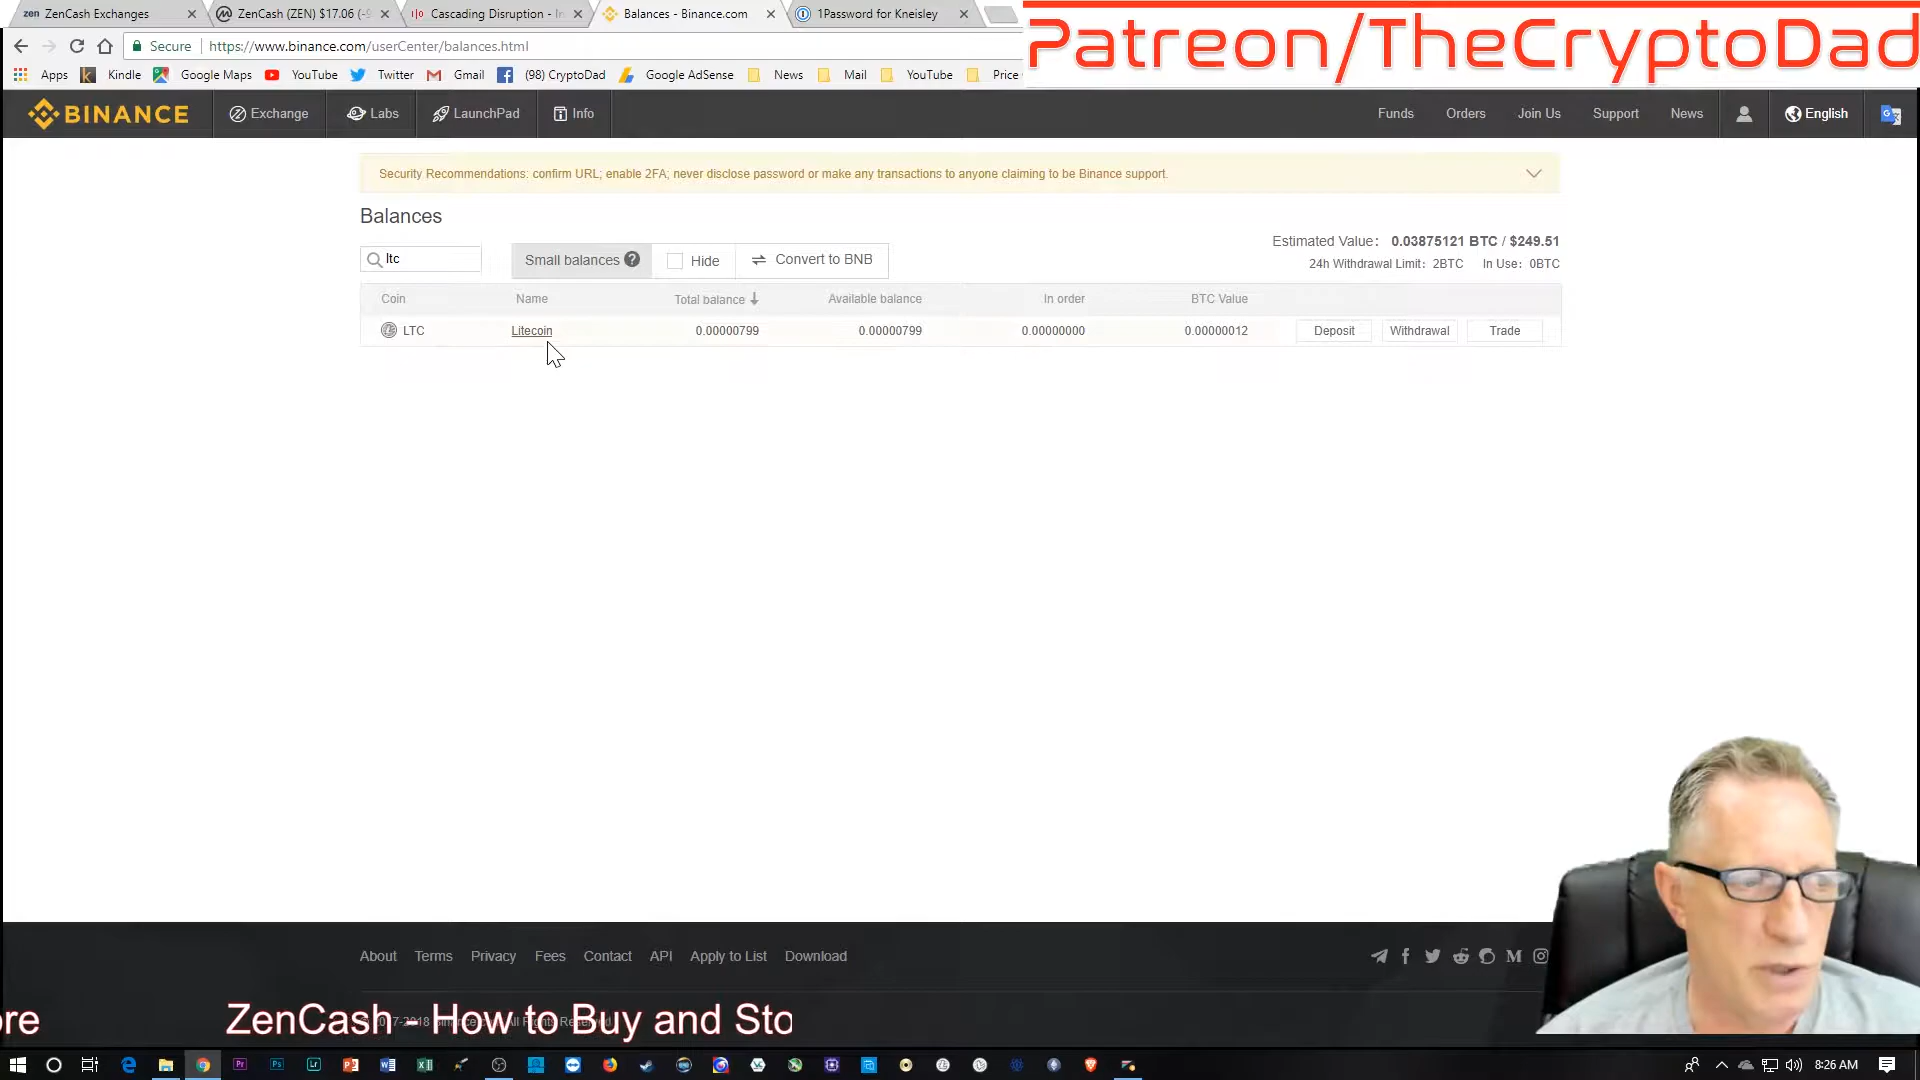 zen ZenCash Exchanges
ZenCash (ZEN) $17.06 (-9
Cascading Disruption - In
Balances - Binance.com
1Password for Kneisley
Patreon/TheCryptoDad
Secure
https://www.binance.com/userCenter/balances.html
Apps
Kindle
Google Maps
YouTube
Twitter
Gmail
(98) CryptoDad
Google AdSense
News
Mail
YouTube
Price
BINANCE
Exchange
Labs
LaunchPad
Info
Funds
Orders
Join Us
Support
News
English
Security Recommendations: confirm URL; enable 2FA; never disclose password or make any transactions to anyone claiming to be Binance support.
Balances
Estimated Value: 0.03875121 BTC / $249.51
24h Withdrawal Limit: 2BTC In Use: 0BTC
ltc
Small balances ?
Hide
Convert to BNB
Coin Name Total balance Available balance In order BTC Value
LTC Litecoin 0.00000799 0.00000799 0.00000000 0.00000012 Deposit Withdrawal Trade
About Terms Privacy Fees Contact API Apply to List Download
ore ZenCash - How to Buy and Sto
8:26 AM